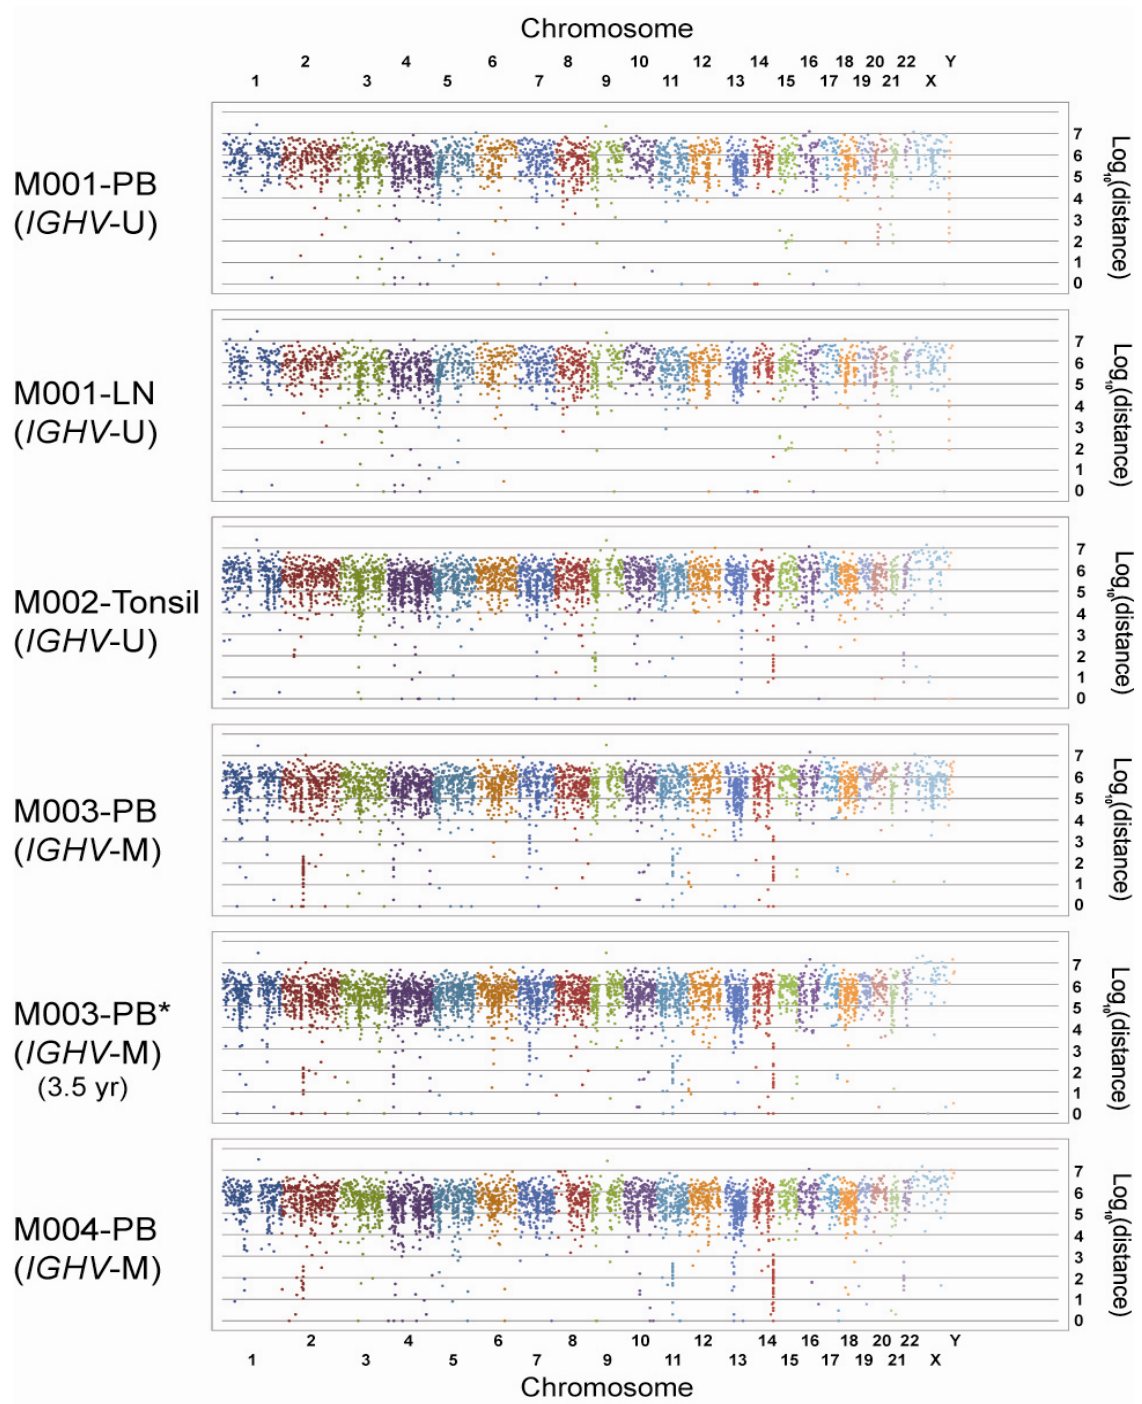 Chromosome
2 4 6 8 10 12 14 16 18 20 22 Y
1 3 5 7 9 11 13 15 17 19 21 X
M001-PB
(IGHV-U)
7
6
5
4
3
2
1
0
Log10(distance)
M001-LN
(IGHV-U)
7
6
5
4
3
2
1
0
Log10(distance)
M002-Tonsil
(IGHV-U)
7
6
5
4
3
2
1
0
Log10(distance)
M003-PB
(IGHV-M)
7
6
5
4
3
2
1
0
Log10(distance)
M003-PB*
(IGHV-M)
(3.5 yr)
7
6
5
4
3
2
1
0
Log10(distance)
M004-PB
(IGHV-M)
7
6
5
4
3
2
1
0
Log10(distance)
2 4 6 8 10 12 14 16 18 20 22 Y
1 3 5 7 9 11 13 15 17 19 21 X
Chromosome